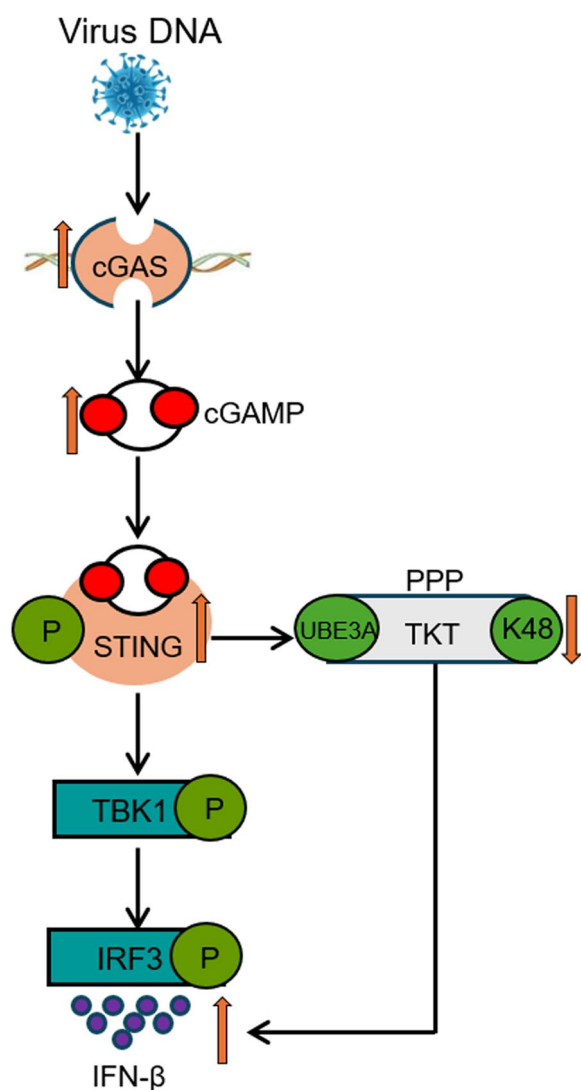 Virus DNA
cGAS
cGAMP
P
STING
PPP
UBE3A
TKT
K48
TBK1
P
IRF3
P
IFN-β